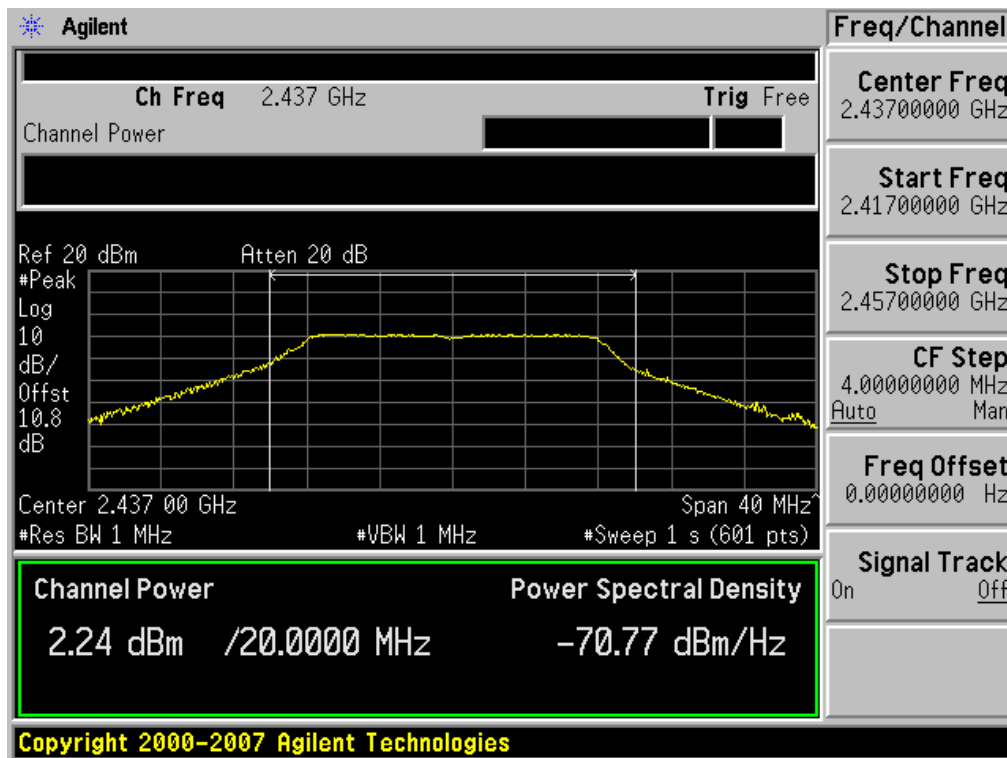 Agilent
Freq/Channel
Ch Freq 2.437 GHz Trig Free
Channel Power
Center Freq
2.43700000 GHz
Start Freq
2.41700000 GHz
Stop Freq
2.45700000 GHz
CF Step
4.00000000 MHz
Auto Man
Freq Offset
0.00000000 Hz
Signal Track
On Off
Ref 20 dBm Atten 20 dB
#Peak
Log
10
dB/
Offst
10.8
dB
Center 2.437 00 GHz Span 40 MHz^
#Res BW 1 MHz #VBW 1 MHz #Sweep 1 s (601 pts)
Channel Power Power Spectral Density
2.24 dBm /20.0000 MHz -70.77 dBm/Hz
Copyright 2000-2007 Agilent Technologies